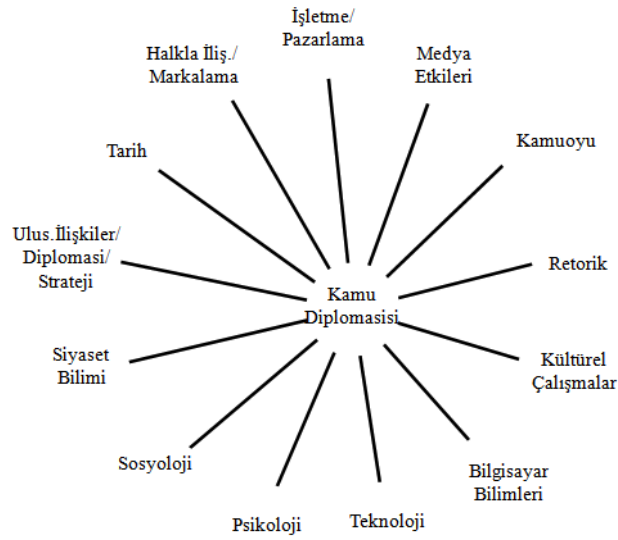 İşletme/
Pazarlama
Halkla İliş./
Markalama
Medya
Etkileri
Kamuoyu
Tarih
Ulus.İlişkiler/
Diplomasi/
Strateji
Retorik
Kamu
Diplomasisi
Siyaset
Bilimi
Kültürel
Çalışmalar
Sosyoloji
Bilgisayar
Bilimleri
Psikoloji
Teknoloji